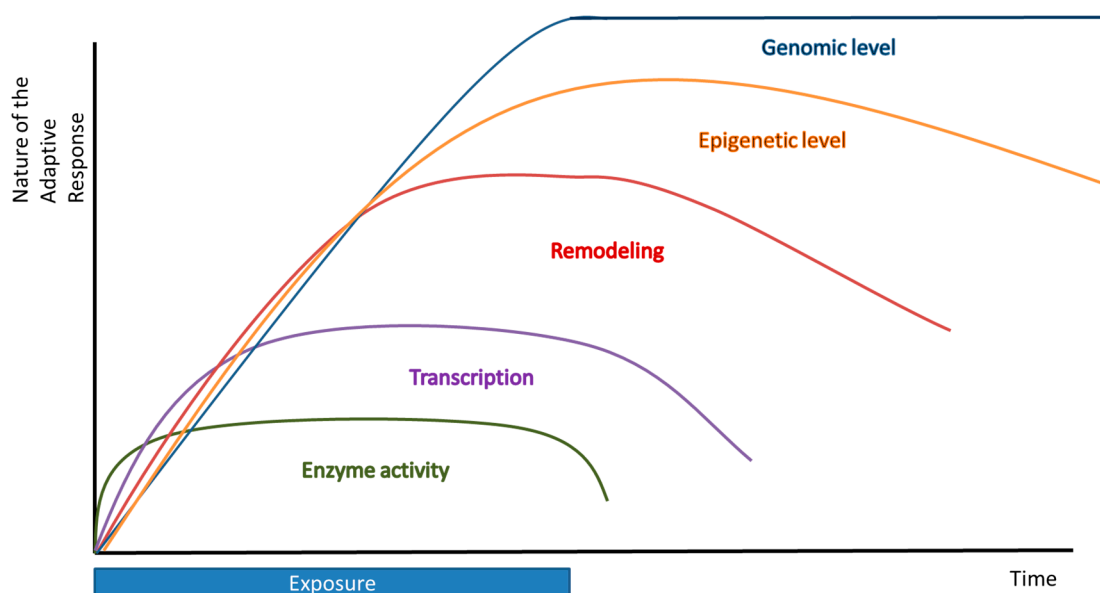 Nature of the
Adaptive
Response
Genomic level
Epigenetic level
Remodeling
Transcription
Enzyme activity
Exposure
Time